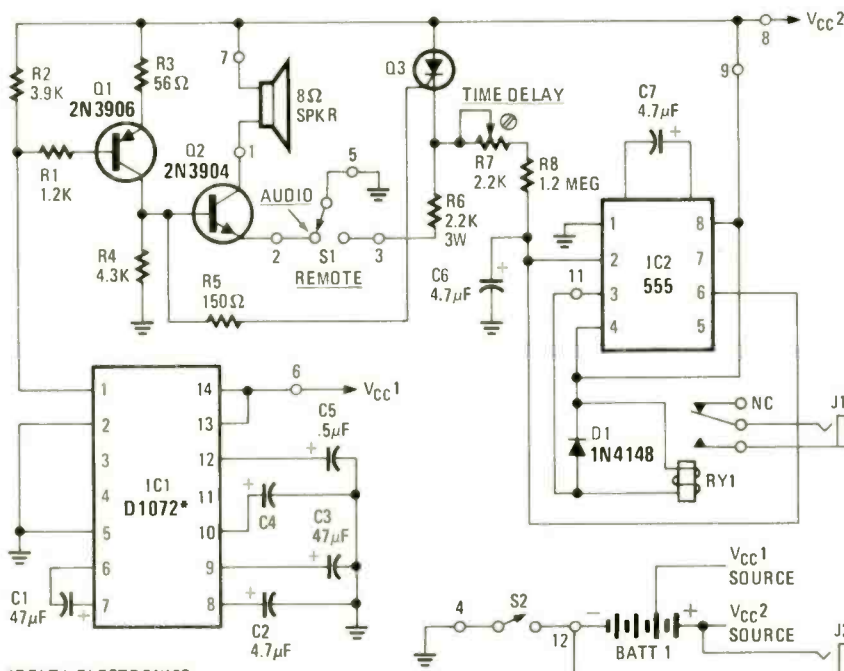 R2
3.9K
Q1
2N3906
R3
56Ω
7
8Ω
SPKR
1
Q2
2N3904
R1
1.2K
R4
4.3K
R5
150Ω
AUDIO
5
2
S1
3
REMOTE
Q3
TIME DELAY
R7
2.2K
R8
1.2 MEG
R6
2.2K
3W
C6
4.7µF
+
8
VCC2
9
C7
4.7µF
+
1
2
3
4
8
7
6
5
IC2
555
11
D1
1N4148
NC
J1
RY1
1
2
3
4
5
6
7
14
13
12
11
10
9
8
IC1
D1072*
6
VCC1
C5
.5µF
+
C4
+
C3
47µF
+
C2
4.7µF
+
C1
47µF
+
4
S2
12
−
+
BATT 1
VCC1
SOURCE
VCC2
SOURCE